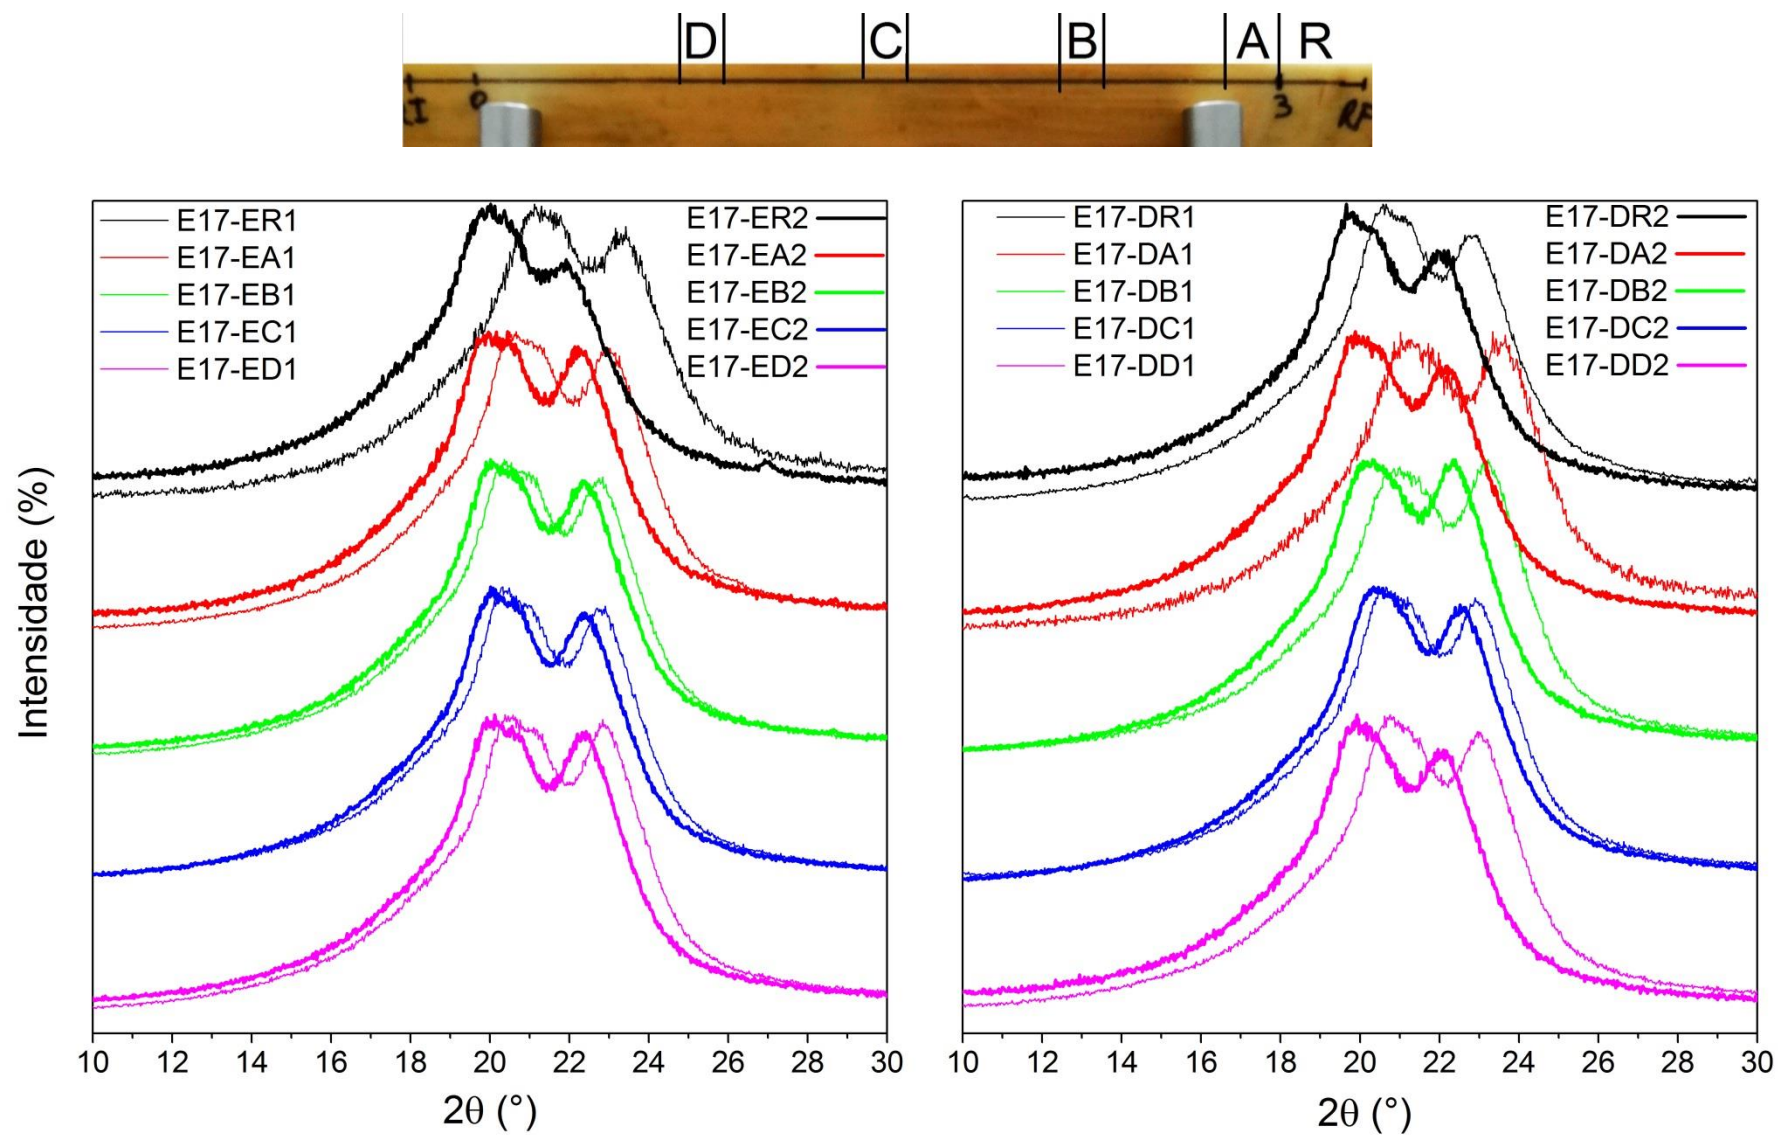 D C B A R
RI 0 3 RF
Intensidade (%)
E17-ER1 E17-ER2
E17-EA1 E17-EA2
E17-EB1 E17-EB2
E17-EC1 E17-EC2
E17-ED1 E17-ED2
10 12 14 16 18 20 22 24 26 28 30
2θ (°)
E17-DR1 E17-DR2
E17-DA1 E17-DA2
E17-DB1 E17-DB2
E17-DC1 E17-DC2
E17-DD1 E17-DD2
10 12 14 16 18 20 22 24 26 28 30
2θ (°)